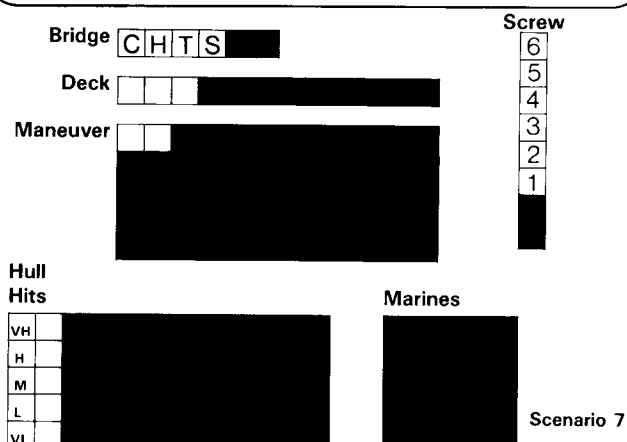 Screw
Bridge C H T S
6
5
Deck
4
Maneuver
3
2
1
Hull
Hits
Marines
VH
H
M
L
VL
Scenario 7